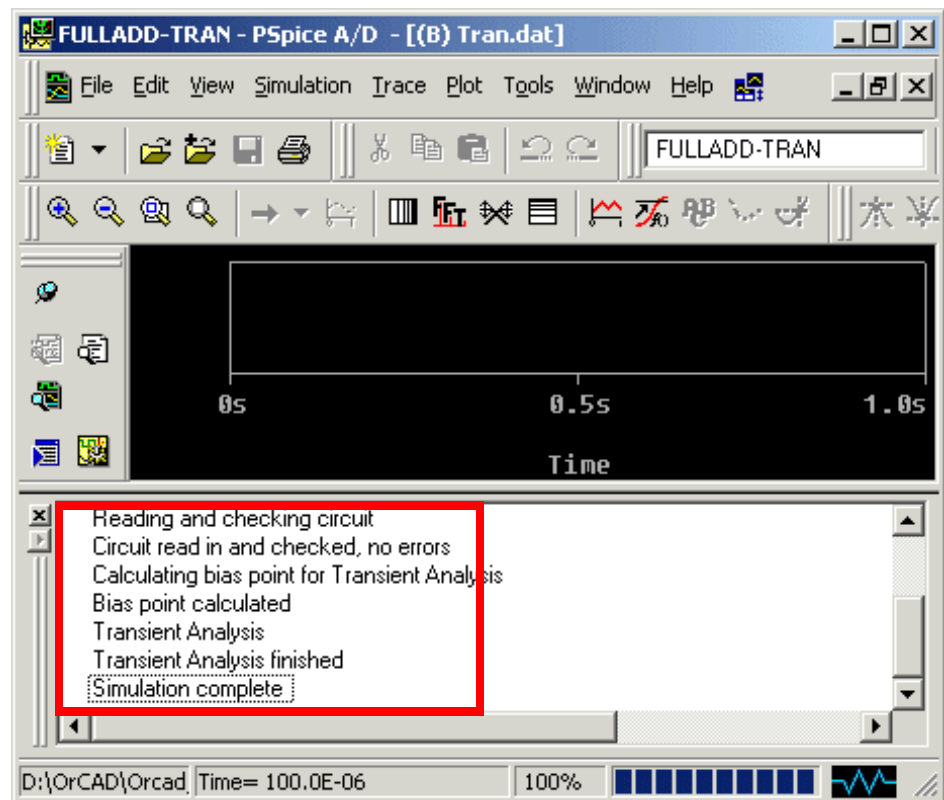 FULLADD-TRAN - PSpice A/D - [(B) Tran.dat]
File Edit View Simulation Trace Plot Tools Window Help
FULLADD-TRAN
FFT
0s 0.5s 1.0s
Time
Reading and checking circuit
Circuit read in and checked, no errors
Calculating bias point for Transient Analysis
Bias point calculated
Transient Analysis
Transient Analysis finished
Simulation complete
D:\OrCAD\Orcad Time= 100.0E-06 100%